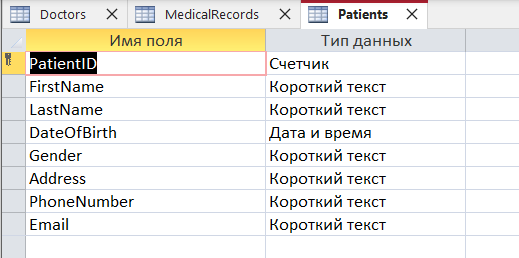 Doctors MedicalRecords Patients
Имя поля Тип данных
PatientID Счетчик
FirstName Короткий текст
LastName Короткий текст
DateOfBirth Дата и время
Gender Короткий текст
Address Короткий текст
PhoneNumber Короткий текст
Email Короткий текст